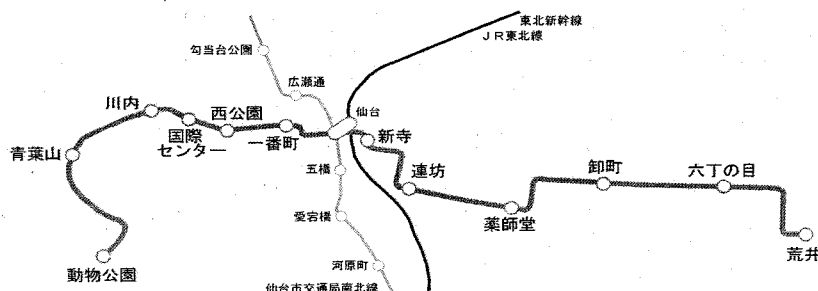 東北新幹線
JR東北線
勾当台公園
広瀬通
仙台
川内
西公園
国際
センター
一番町
新寺
青葉山
五橋
連坊
卸町
六丁の目
愛宕橋
薬師堂
荒井
動物公園
河原町
仙台市交通局南北線